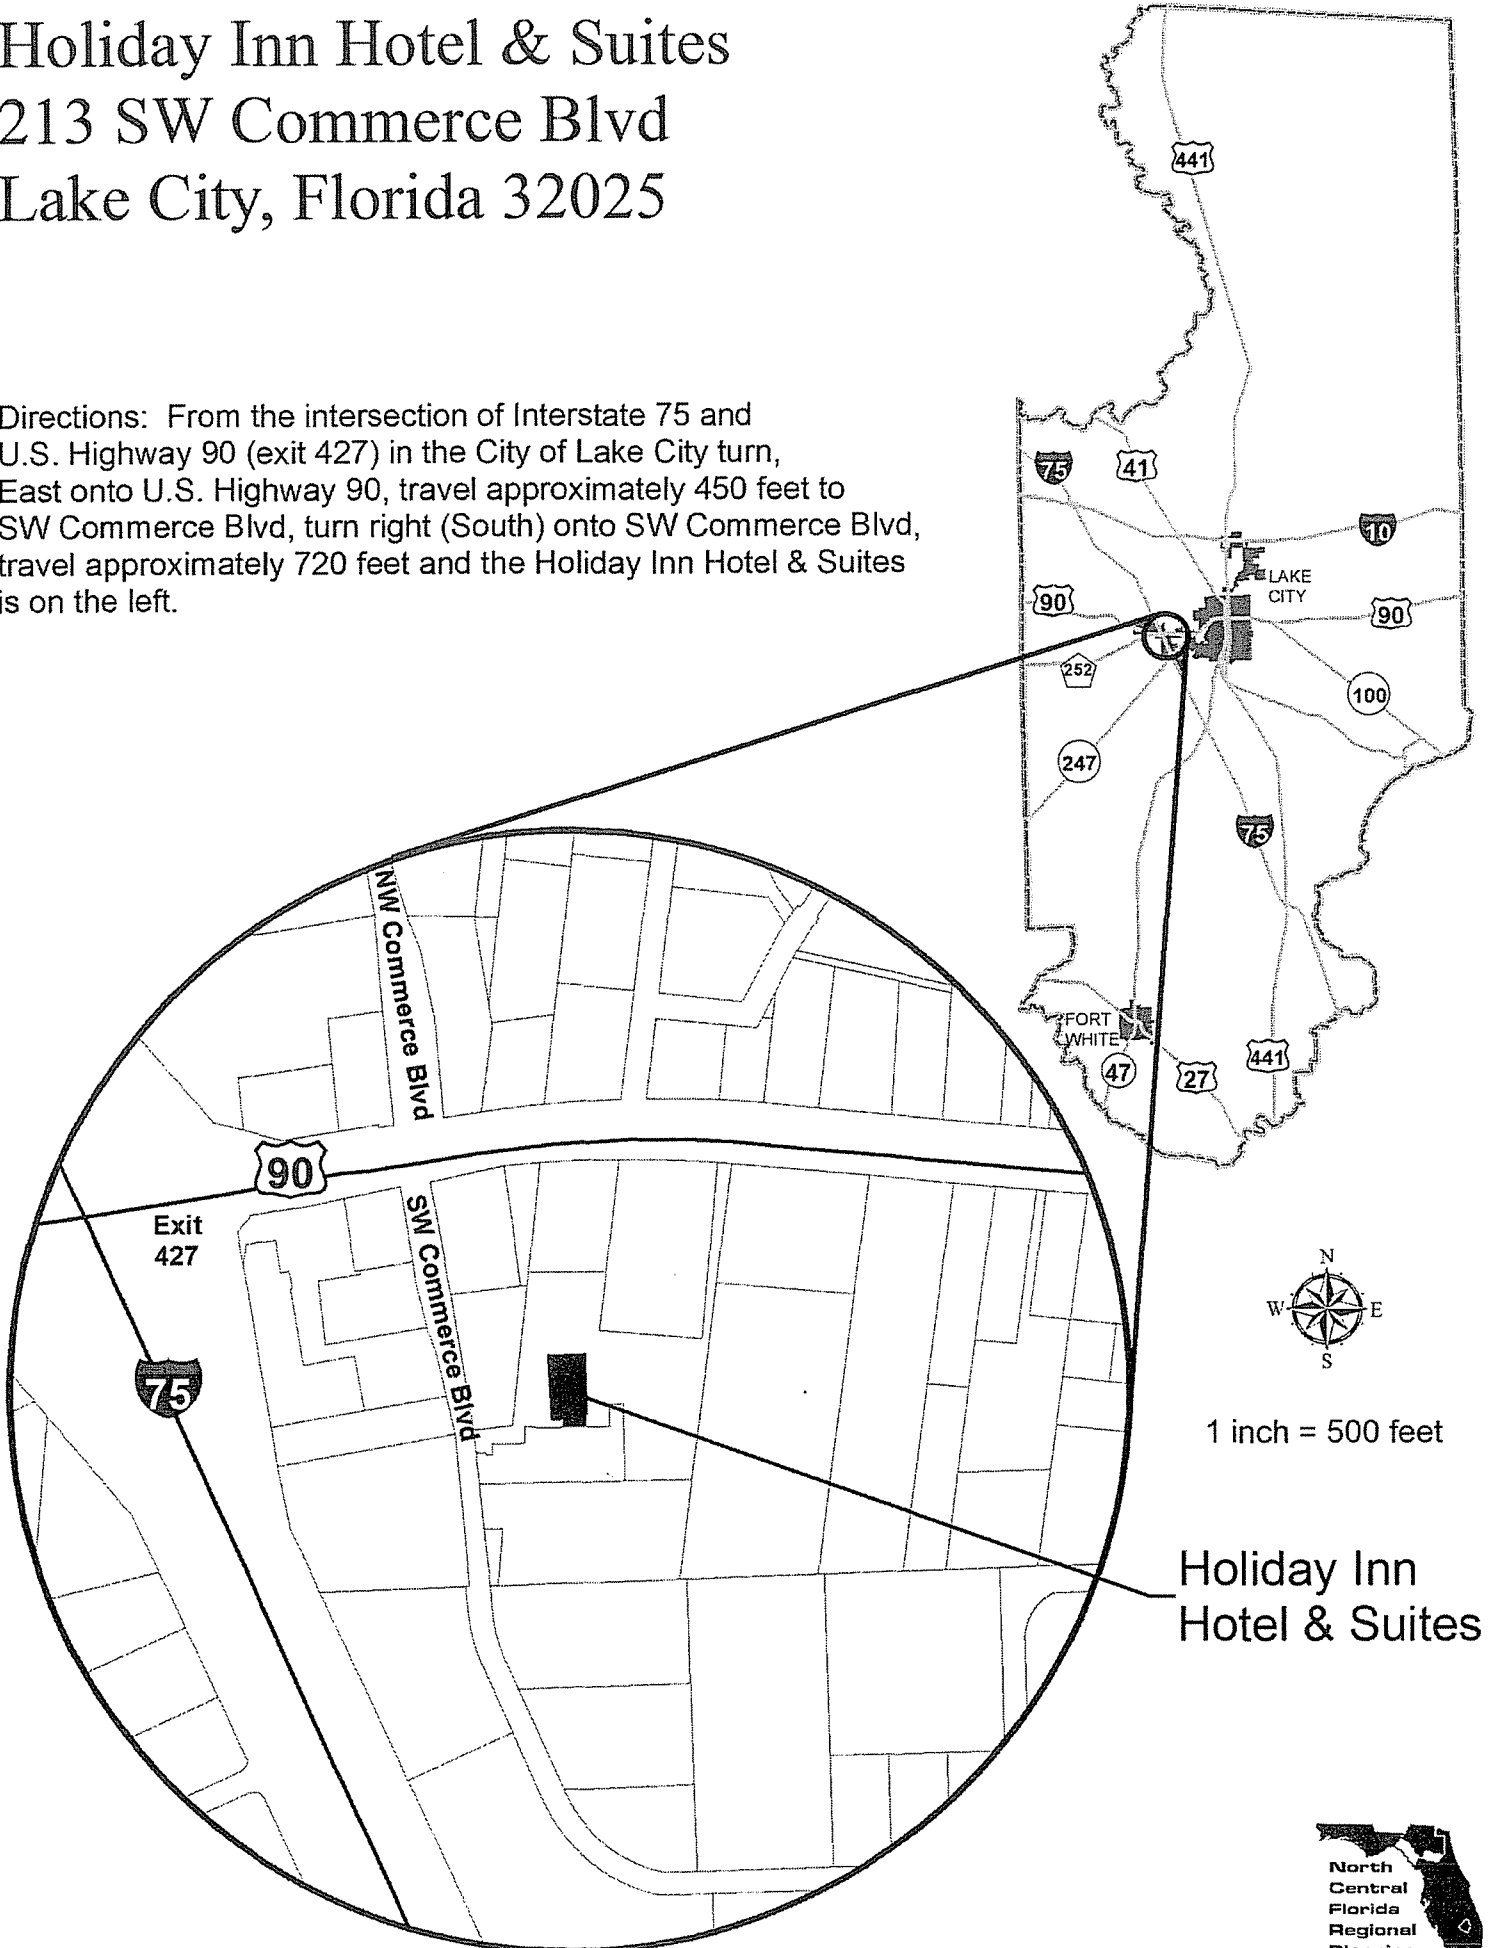 Holiday Inn Hotel & Suites
213 SW Commerce Blvd
Lake City, Florida 32025
Directions: From the intersection of Interstate 75 and
U.S. Highway 90 (exit 427) in the City of Lake City turn,
East onto U.S. Highway 90, travel approximately 450 feet to
SW Commerce Blvd, turn right (South) onto SW Commerce Blvd,
travel approximately 720 feet and the Holiday Inn Hotel & Suites
is on the left.
441
75
41
10
LAKE
CITY
90
90
252
100
247
75
FORT
WHITE
47
27
441
NW Commerce Blvd
90
Exit
427
SW Commerce Blvd
75
N
W
E
S
1 inch = 500 feet
Holiday Inn
Hotel & Suites
North
Central
Florida
Regional